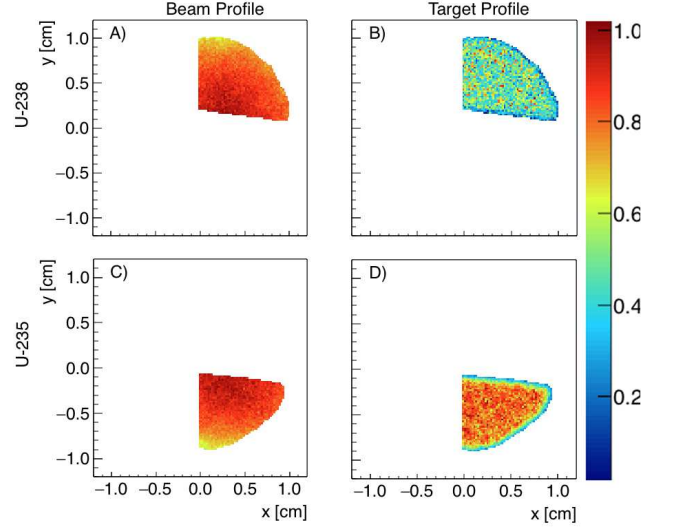 Beam Profile Target Profile
U-238
y [cm]
1.0
0.5
0.0
−0.5
−1.0
A)
B)
1.0
0.8
0.6
0.4
0.2
U-235
y [cm]
1.0
0.5
0.0
−0.5
−1.0
C)
D)
−1.0 −0.5 0.0 0.5 1.0
x [cm]
−1.0 −0.5 0.0 0.5 1.0
x [cm]